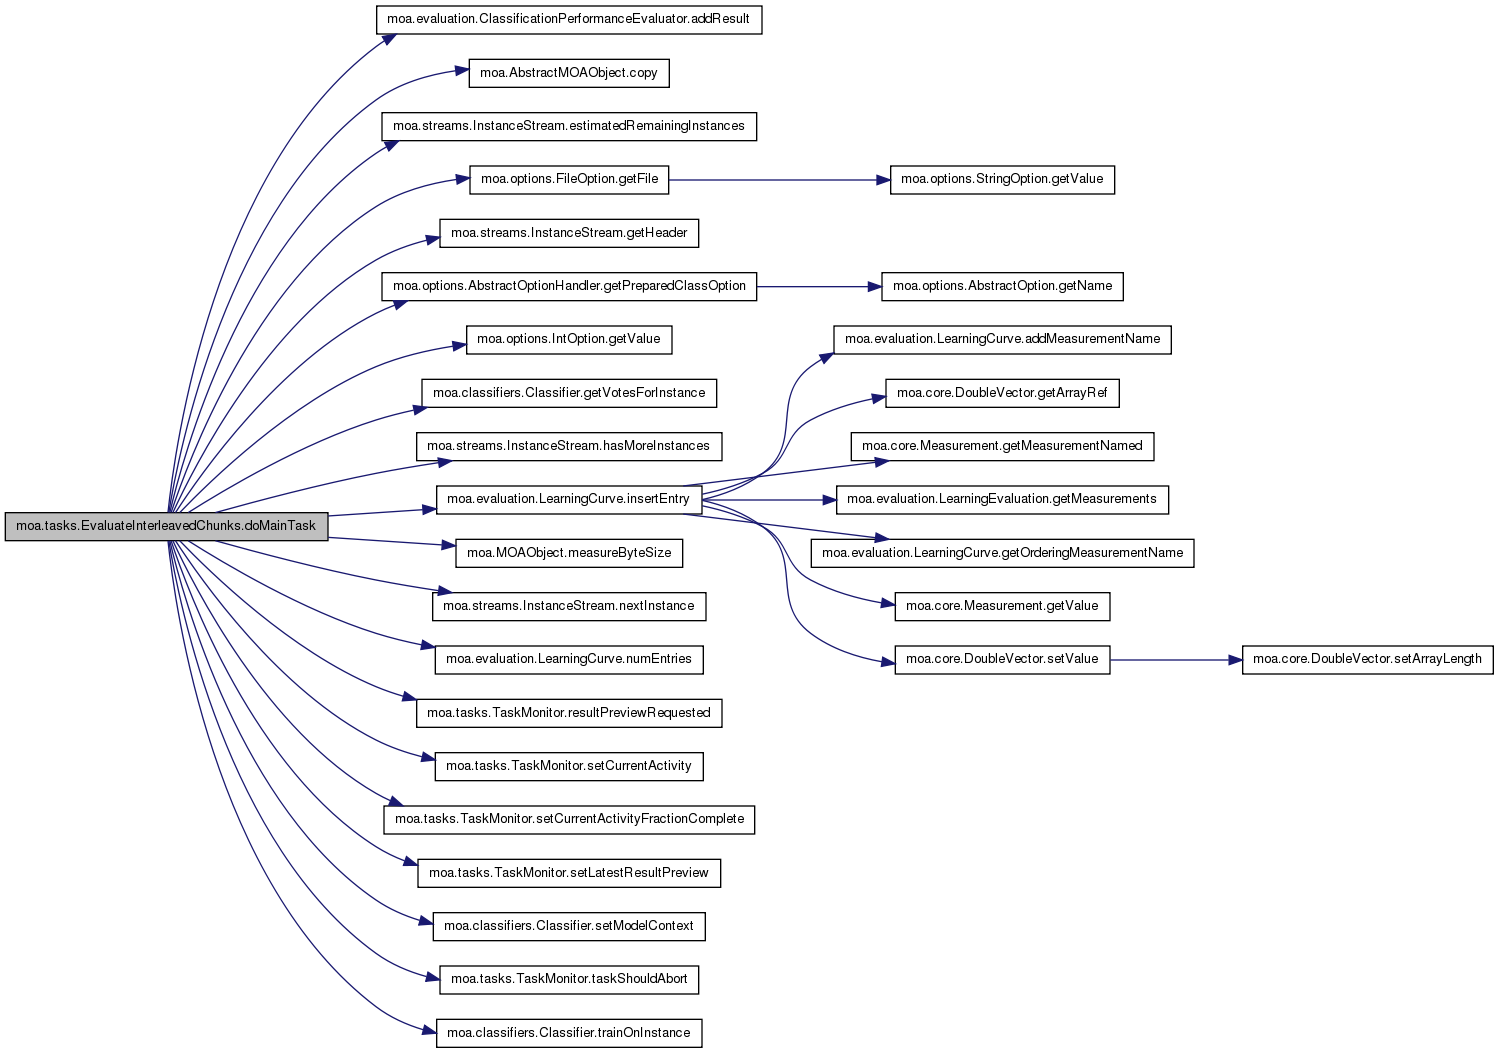 moa.evaluation.ClassificationPerformanceEvaluator.addResult
moa.AbstractMOAObject.copy
moa.streams.InstanceStream.estimatedRemainingInstances
moa.options.FileOption.getFile
moa.options.StringOption.getValue
moa.streams.InstanceStream.getHeader
moa.options.AbstractOptionHandler.getPreparedClassOption
moa.options.AbstractOption.getName
moa.options.IntOption.getValue
moa.evaluation.LearningCurve.addMeasurementName
moa.classifiers.Classifier.getVotesForInstance
moa.core.DoubleVector.getArrayRef
moa.streams.InstanceStream.hasMoreInstances
moa.core.Measurement.getMeasurementNamed
moa.evaluation.LearningCurve.insertEntry
moa.evaluation.LearningEvaluation.getMeasurements
moa.tasks.EvaluateInterleavedChunks.doMainTask
moa.MOAObject.measureByteSize
moa.evaluation.LearningCurve.getOrderingMeasurementName
moa.streams.InstanceStream.nextInstance
moa.core.Measurement.getValue
moa.evaluation.LearningCurve.numEntries
moa.core.DoubleVector.setValue
moa.core.DoubleVector.setArrayLength
moa.tasks.TaskMonitor.resultPreviewRequested
moa.tasks.TaskMonitor.setCurrentActivity
moa.tasks.TaskMonitor.setCurrentActivityFractionComplete
moa.tasks.TaskMonitor.setLatestResultPreview
moa.classifiers.Classifier.setModelContext
moa.tasks.TaskMonitor.taskShouldAbort
moa.classifiers.Classifier.trainOnInstance